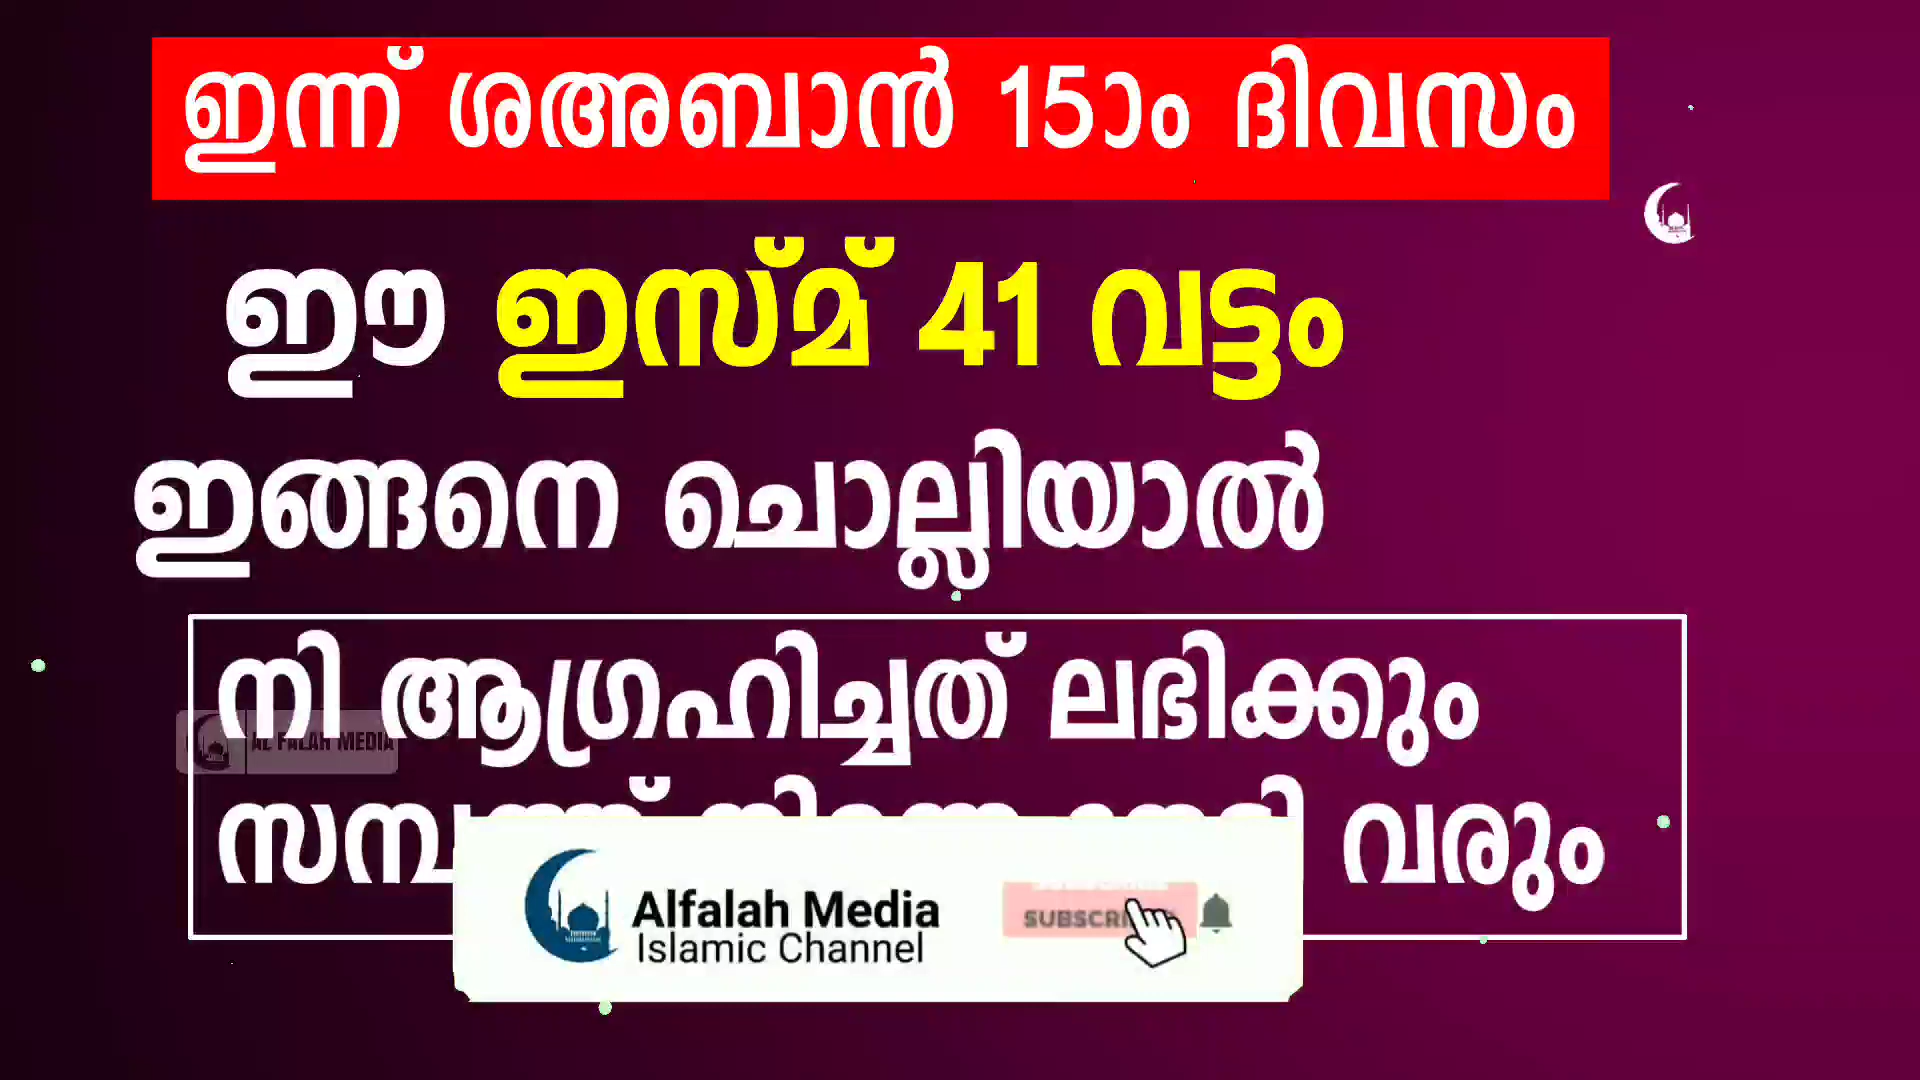 ഇന്ന് ശഅബാൻ 15ാം ദിവസം
ഈ ഇസ്മ് 41 വട്ടം
ഇങ്ങനെ ചൊല്ലിയാൽ
നി ആഗ്രഹിച്ചത് ലഭിക്കും
AL FALAH MEDIA
വരും
Alfalah Media
Islamic Channel